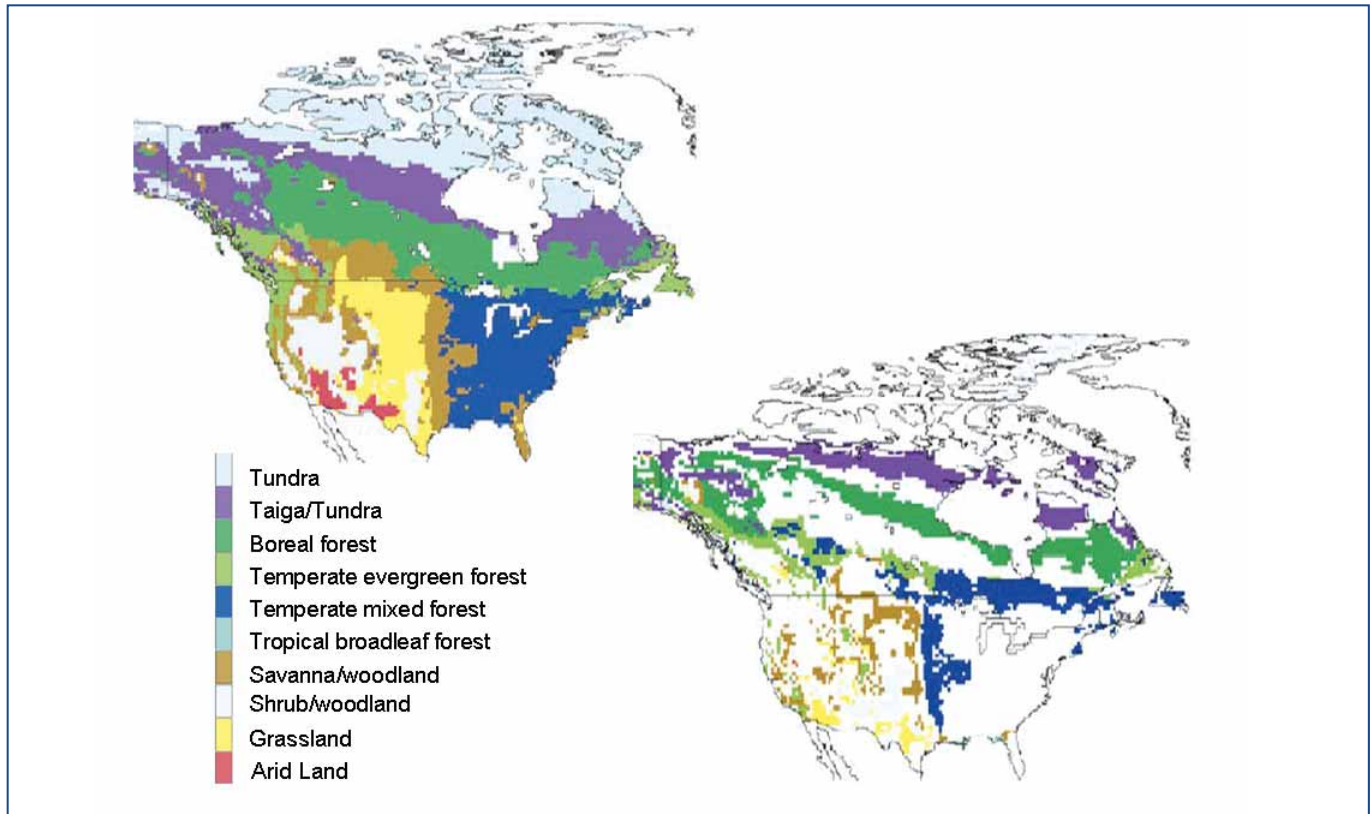 Tundra
Taiga/Tundra
Boreal forest
Temperate evergreen forest
Temperate mixed forest
Tropical broadleaf forest
Savanna/woodland
Shrub/woodland
Grassland
Arid Land